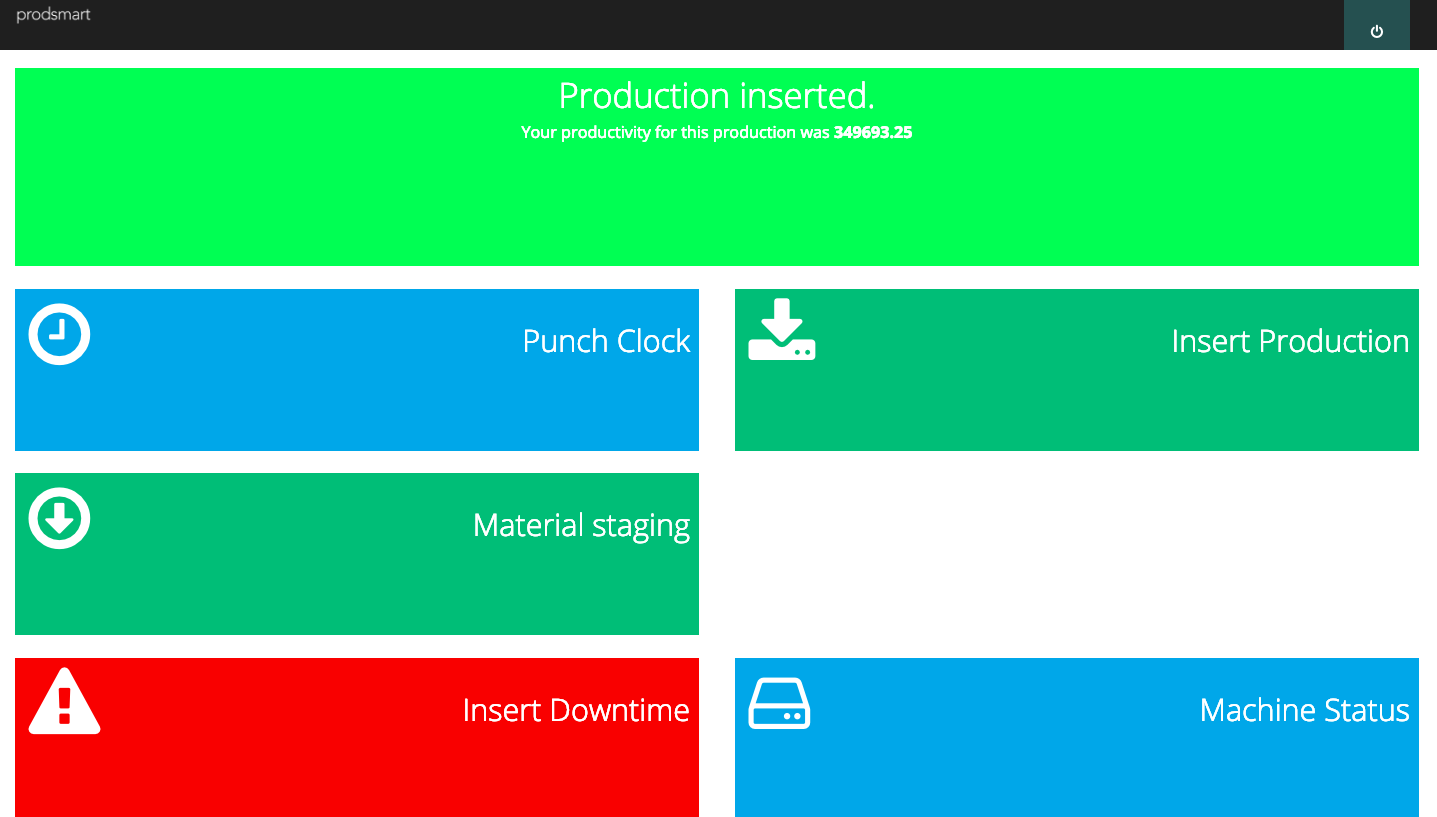 prodsmart
Production inserted.
Your productivity for this production was 349693.25
Punch Clock
Insert Production
Material staging
Insert Downtime
Machine Status